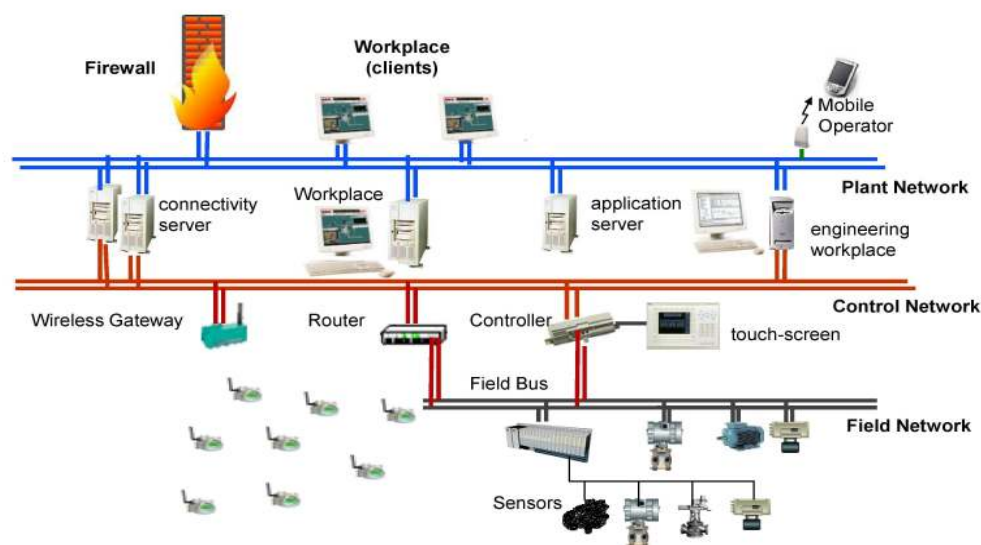 Firewall
Workplace
(clients)
Mobile
Operator
Plant Network
connectivity
server
Workplace
application
server
engineering
workplace
Control Network
Wireless Gateway
Router
Controller
touch-screen
Field Bus
Field Network
Sensors